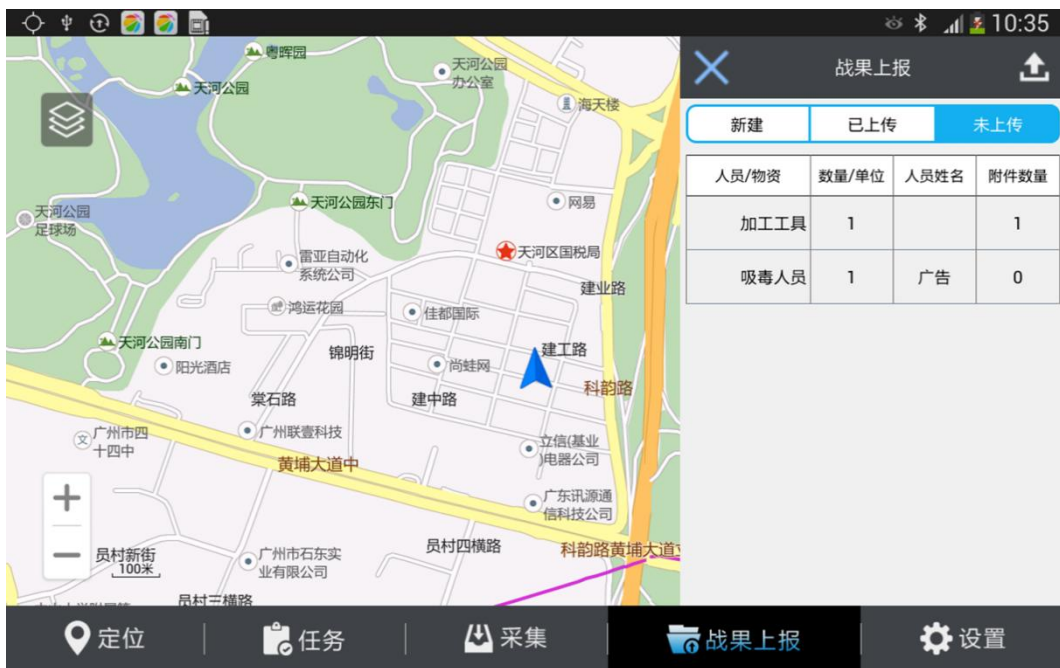 10:35
粤晖园
天河公园
办公室
天河公园
海天楼
天河公园东门
网易
天河公园
足球场
天河区国税局
雷亚自动化
系统公司
建业路
鸿运花园
佳都国际
天河公园南门
锦明街
建工路
阳光酒店
尚蛙网
科韵路
棠石路
建中路
广州市四
十四中
文
广州联壹科技
立信(基业
)电器公司
黄埔大道中
广东讯源通
信科技公司
+
员村四横路
科韵路黄埔大道
—
员村新街
100米
广州市石东实
业有限公司
员村三横路
战果上报
新建 已上传 未上传
人员/物资 数量/单位 人员姓名 附件数量
加工工具 1 1
吸毒人员 1 广告 0
定位 任务 采集 战果上报 设置